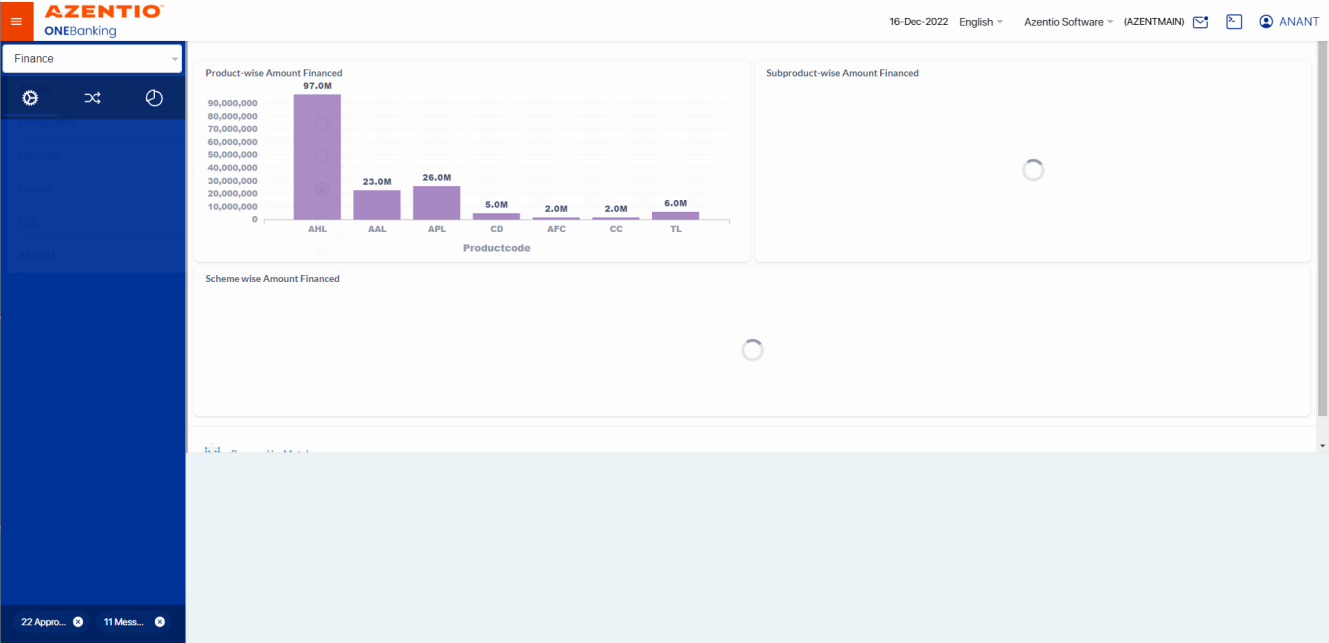 AZENTIO
ONEBanking
16-Dec-2022 English Azentio Software (AZENTMAIN) ANANT
Finance
Product-wise Amount Financed
97.0M
90,000,000
80,000,000
70,000,000
60,000,000
50,000,000
40,000,000
30,000,000
20,000,000
10,000,000
0
23.0M
26.0M
5.0M
2.0M
2.0M
6.0M
AHL AAL APL CD AFC CC TL
Productcode
Subproduct-wise Amount Financed
Scheme wise Amount Financed
22 Appro... 11 Mess...